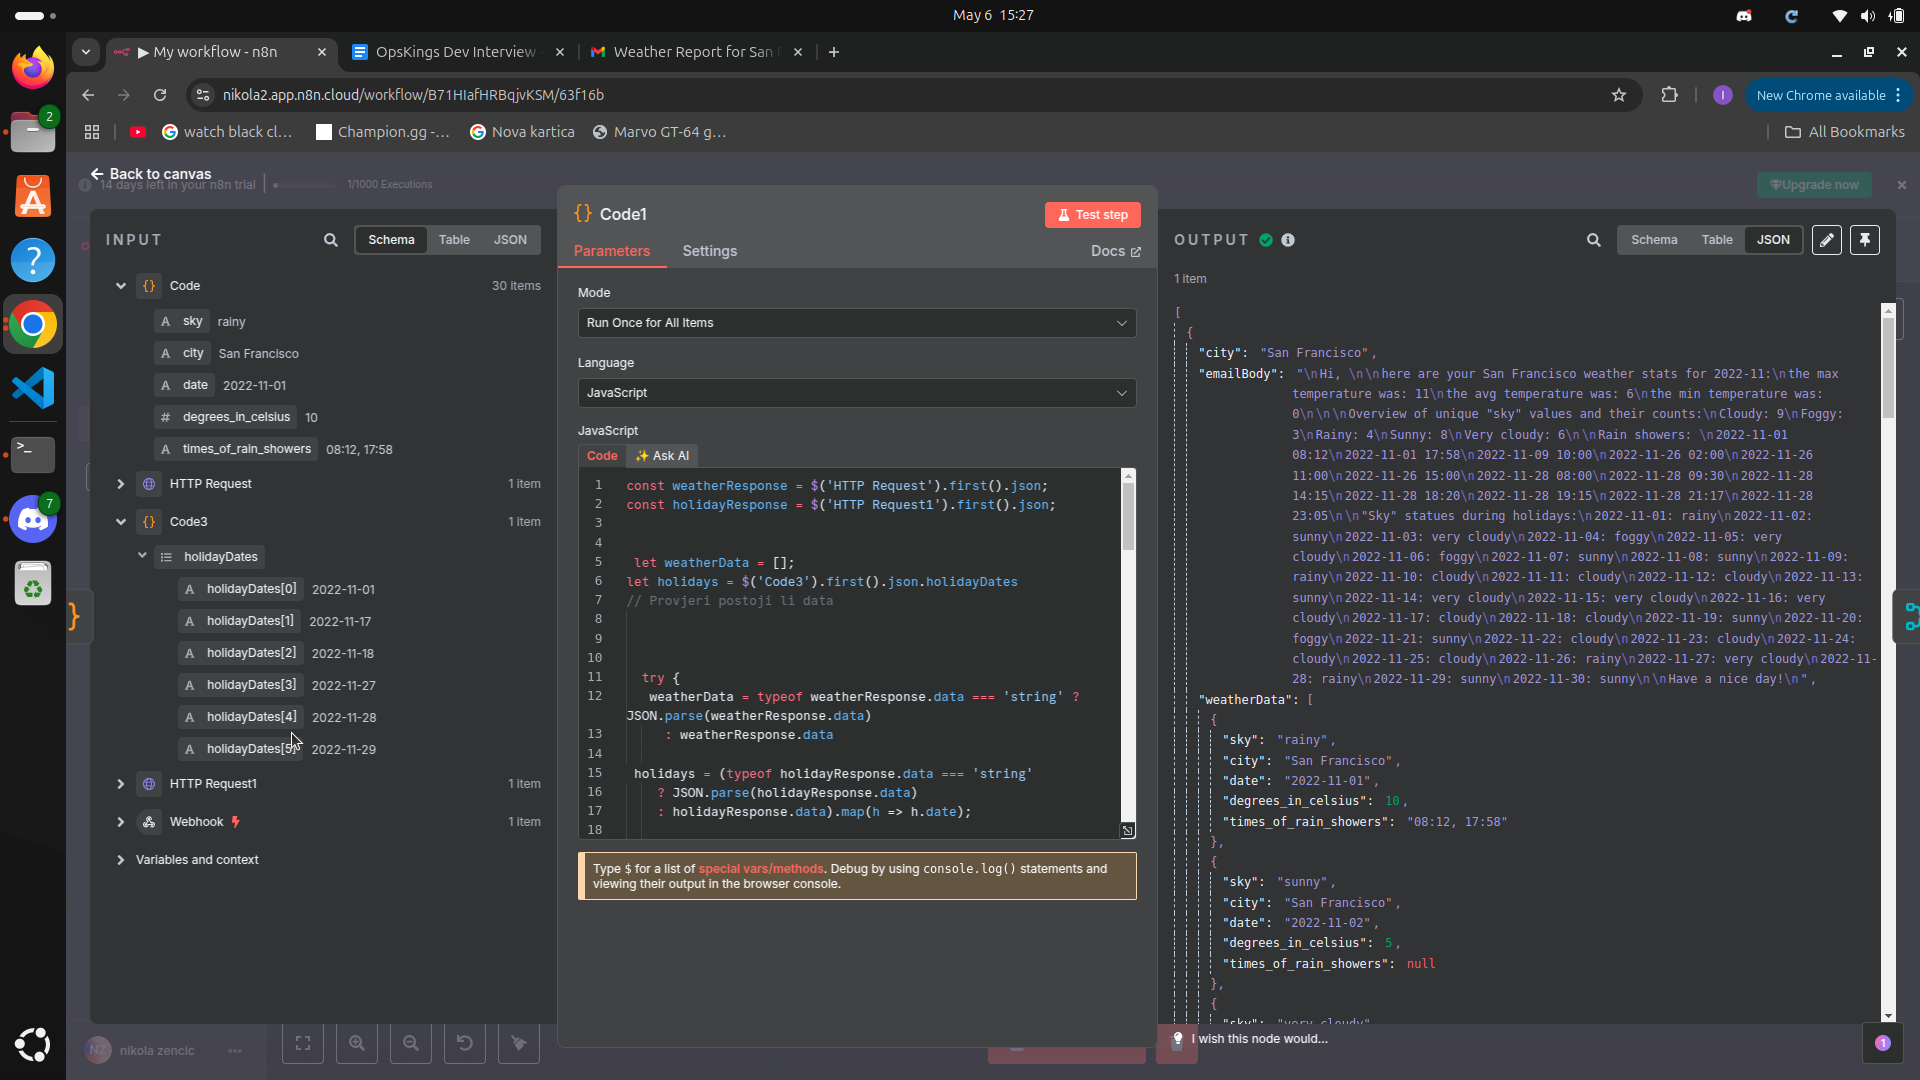 May 6 15:27
▶ My workflow - n8n
OpsKings Dev Interview
Weather Report for San
nikola2.app.n8n.cloud/workflow/B71HIafHRBqjvKSM/63f16b
New Chrome available
watch black cl...
Champion.gg -...
Nova kartica
Marvo GT-64 g...
All Bookmarks
Back to canvas
14 days left in your n8n trial
1/1000 Executions
Upgrade now
INPUT
Schema
Table
JSON
Code
30 items
A sky rainy
A city San Francisco
A date 2022-11-01
# degrees_in_celsius 10
A times_of_rain_showers 08:12, 17:58
HTTP Request
1 item
Code3
1 item
holidayDates
A holidayDates[0] 2022-11-01
A holidayDates[1] 2022-11-17
A holidayDates[2] 2022-11-18
A holidayDates[3] 2022-11-27
A holidayDates[4] 2022-11-28
A holidayDates[5] 2022-11-29
HTTP Request1
1 item
Webhook
1 item
Variables and context
nikola zencic
NZ
{} Code1
Test step
Parameters
Settings
Docs
Mode
Run Once for All Items
Language
JavaScript
JavaScript
Code
Ask AI
1 const weatherResponse = $('HTTP Request').first().json;
2 const holidayResponse = $('HTTP Request1').first().json;
3
4
5 let weatherData = [];
6 let holidays = $('Code3').first().json.holidayDates
7 // Provjeri postoji li data
8
9
10
11 try {
12 weatherData = typeof weatherResponse.data === 'string' ?
JSON.parse(weatherResponse.data)
13 : weatherResponse.data
14
15 holidays = (typeof holidayResponse.data === 'string'
16 ? JSON.parse(holidayResponse.data)
17 : holidayResponse.data).map(h => h.date);
18
Type $ for a list of special vars/methods. Debug by using console.log() statements and
viewing their output in the browser console.
OUTPUT
Schema
Table
JSON
1 item
[
{
"city": "San Francisco",
"emailBody": "\nHi, \n\nhere are your San Francisco weather stats for 2022-11:\nthe max
temperature was: 11\nthe avg temperature was: 6\nthe min temperature was:
0\n\n\nOverview of unique "sky" values and their counts:\nCloudy: 9\nFoggy:
3\nRainy: 4\nSunny: 8\nVery cloudy: 6\n\nRain showers: \n2022-11-01
08:12\n2022-11-01 17:58\n2022-11-09 10:00\n2022-11-26 02:00\n2022-11-26
11:00\n2022-11-26 15:00\n2022-11-28 08:00\n2022-11-28 09:30\n2022-11-28
14:15\n2022-11-28 18:20\n2022-11-28 19:15\n2022-11-28 21:17\n2022-11-28
23:05\n\n"Sky" statues during holidays:\n2022-11-01: rainy\n2022-11-02:
sunny\n2022-11-03: very cloudy\n2022-11-04: foggy\n2022-11-05: very
cloudy\n2022-11-06: foggy\n2022-11-07: sunny\n2022-11-08: sunny\n2022-11-09:
rainy\n2022-11-10: cloudy\n2022-11-11: cloudy\n2022-11-12: cloudy\n2022-11-13:
sunny\n2022-11-14: very cloudy\n2022-11-15: very cloudy\n2022-11-16: very
cloudy\n2022-11-17: cloudy\n2022-11-18: cloudy\n2022-11-19: sunny\n2022-11-20:
foggy\n2022-11-21: sunny\n2022-11-22: cloudy\n2022-11-23: cloudy\n2022-11-24:
cloudy\n2022-11-25: cloudy\n2022-11-26: rainy\n2022-11-27: very cloudy\n2022-11-
28: rainy\n2022-11-29: sunny\n2022-11-30: sunny\n\nHave a nice day!\n",
"weatherData": [
{
"sky": "rainy",
"city": "San Francisco",
"date": "2022-11-01",
"degrees_in_celsius": 10,
"times_of_rain_showers": "08:12, 17:58"
},
{
"sky": "sunny",
"city": "San Francisco",
"date": "2022-11-02",
"degrees_in_celsius": 5,
"times_of_rain_showers": null
},
{
"sky": "very cloudy"
I wish this node would...
2
7
1